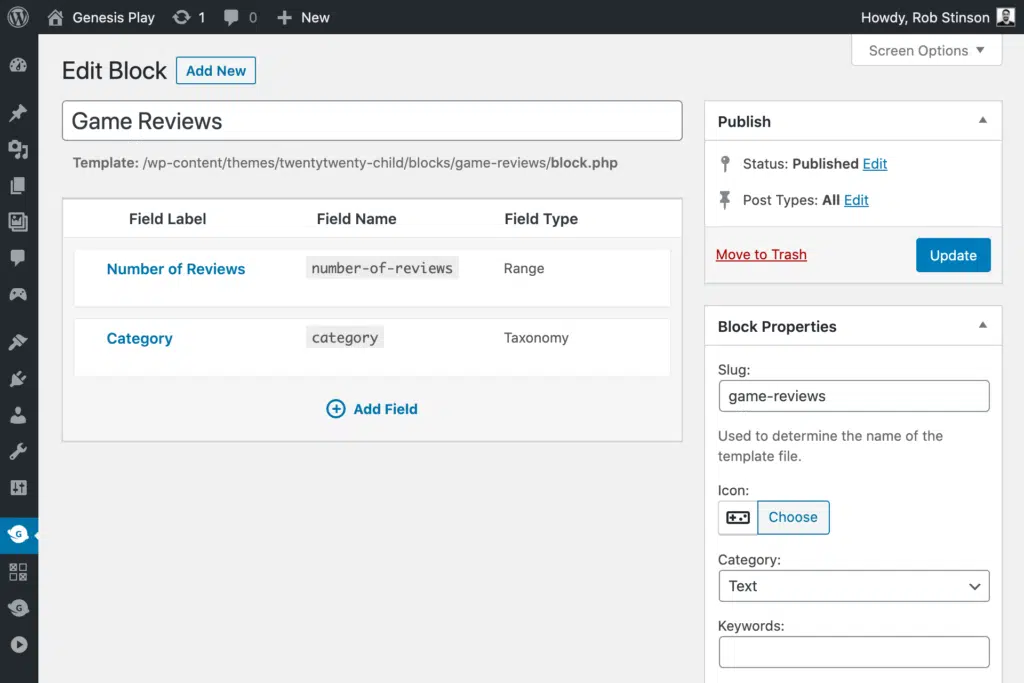 Genesis Play 1 0 New Howdy, Rob Stinson
Screen Options
Edit Block Add New
Game Reviews
Template: /wp-content/themes/twentytwenty-child/blocks/game-reviews/block.php
Field Label Field Name Field Type
Number of Reviews number-of-reviews Range
Category category Taxonomy
Add Field
Publish
Status: Published Edit
Post Types: All Edit
Move to Trash Update
Block Properties
Slug:
game-reviews
Used to determine the name of the
template file.
Icon:
Choose
Category:
Text
Keywords: